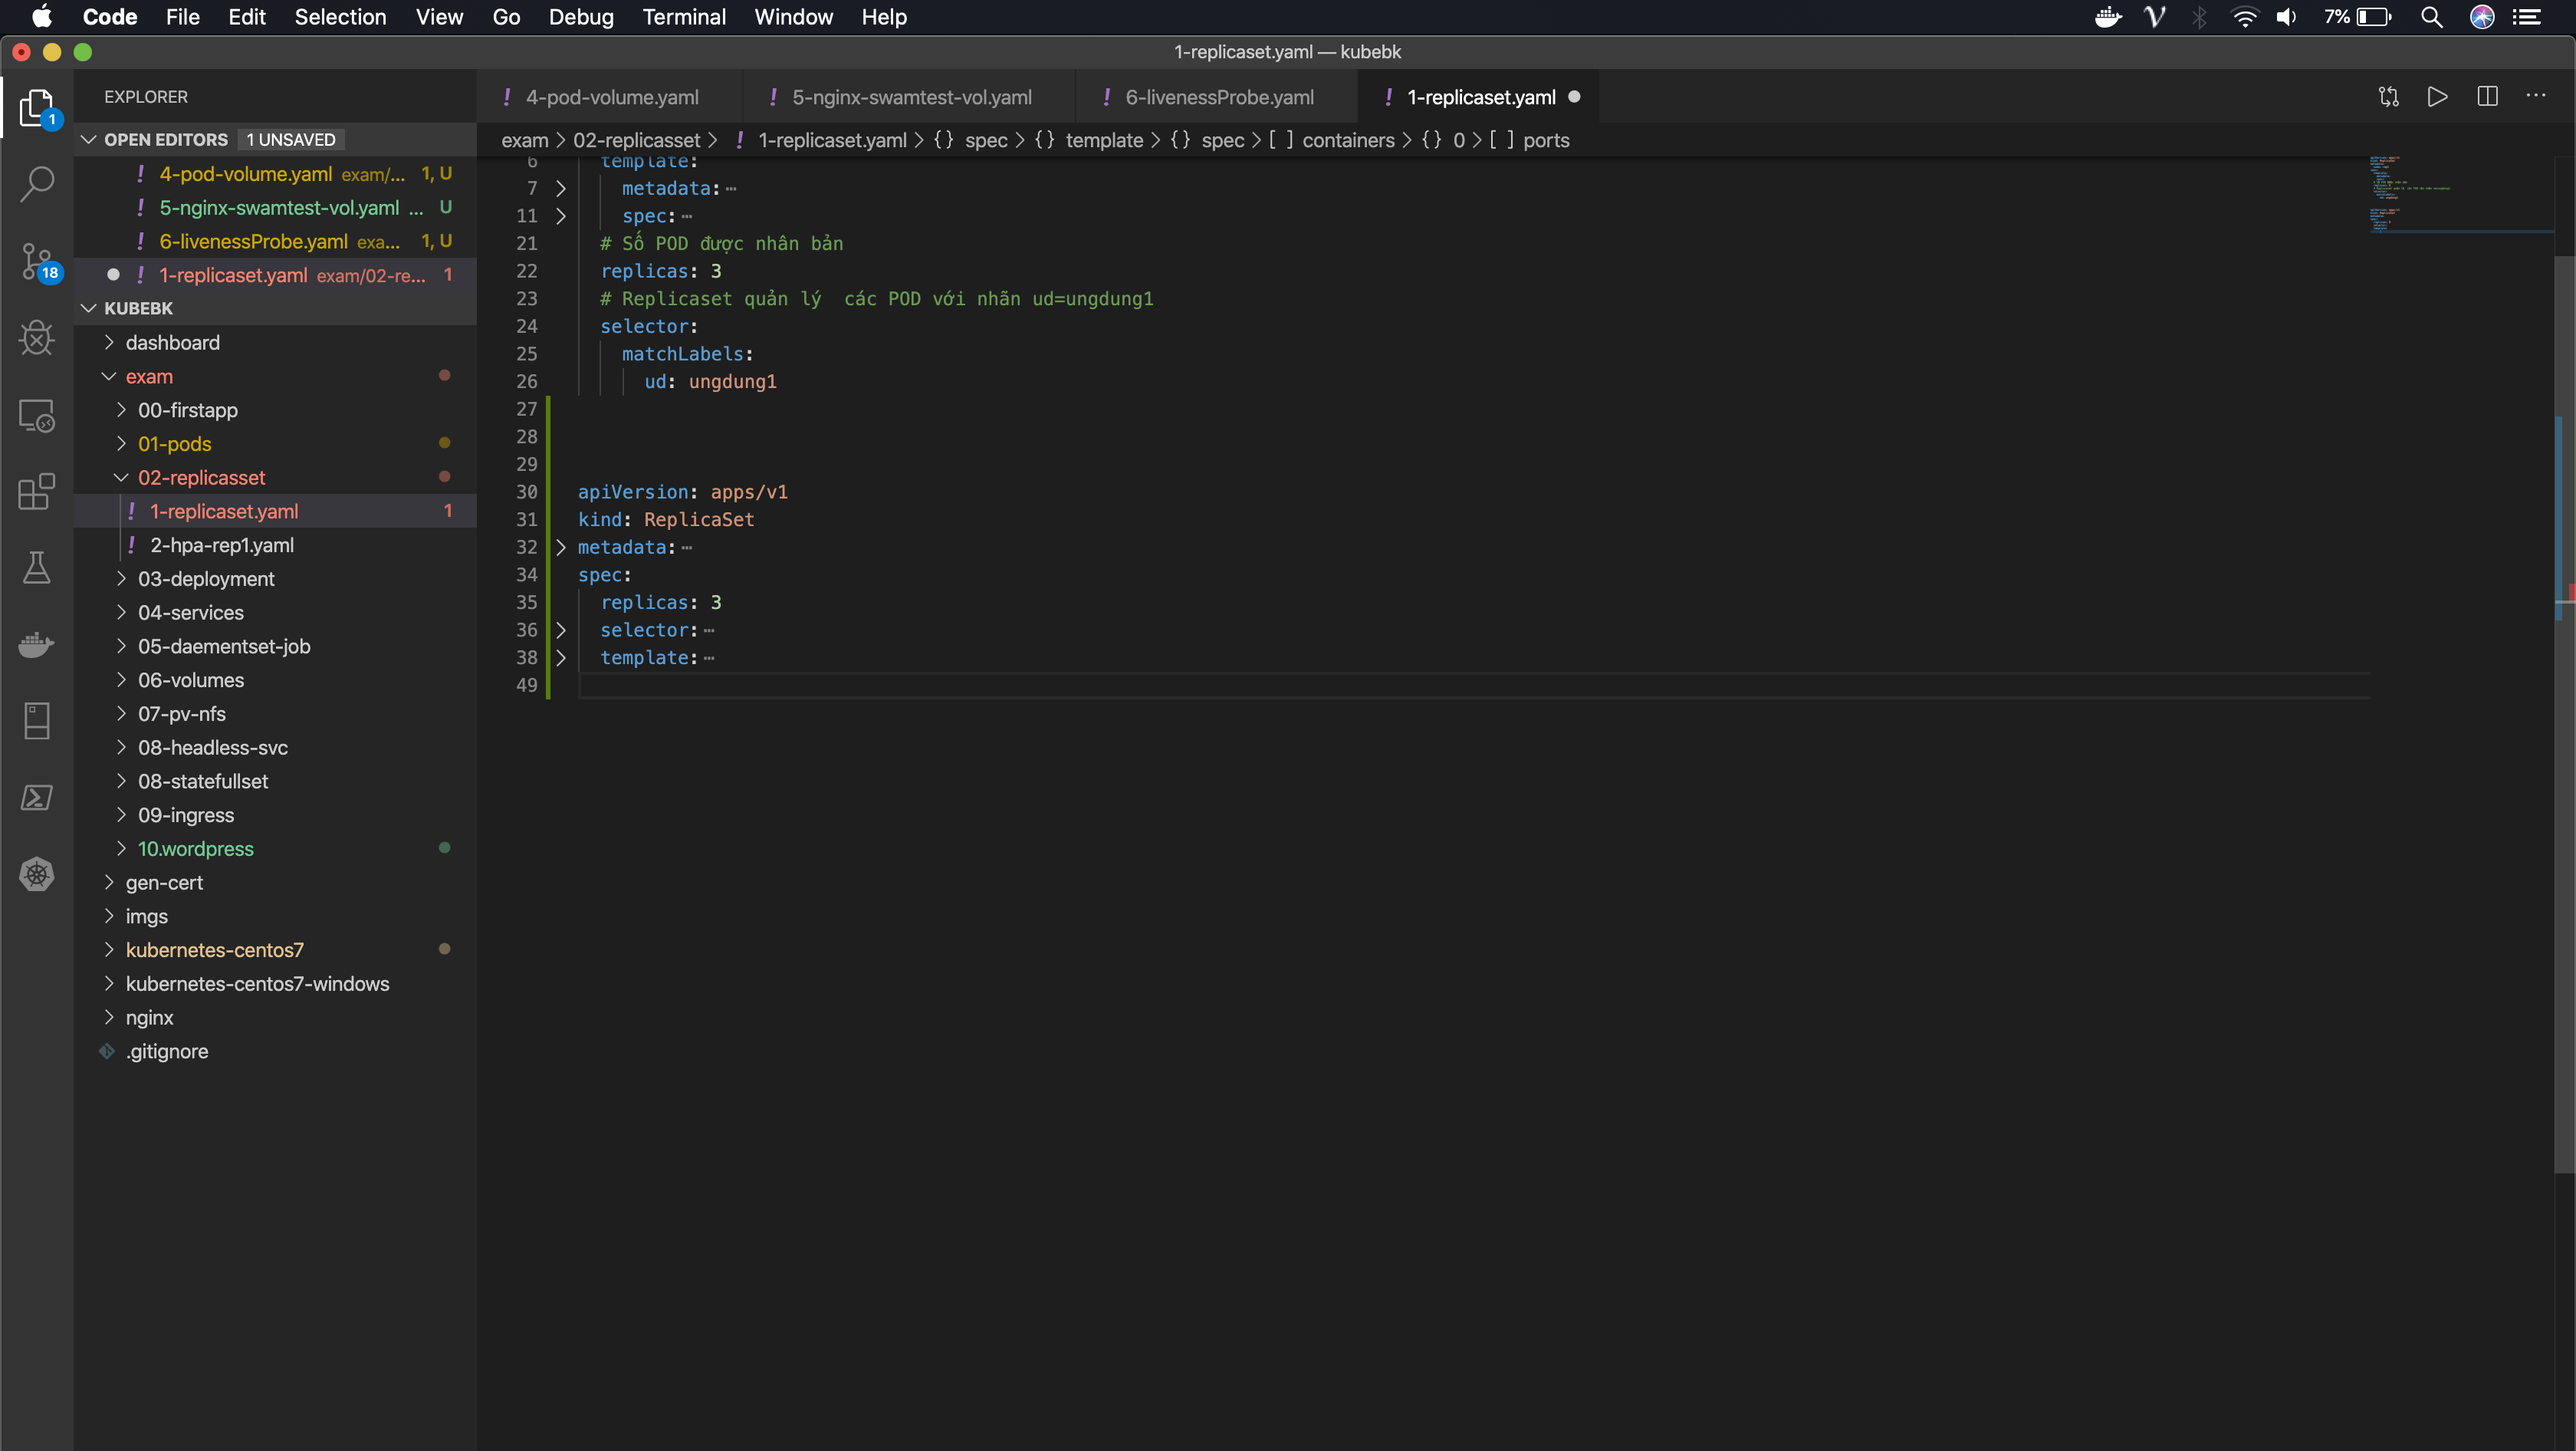 Code File Edit Selection View Go Debug Terminal Window Help 7%
1-replicaset.yaml — kubebk
EXPLORER
OPEN EDITORS 1 UNSAVED
! 4-pod-volume.yaml exam/... 1, U
! 5-nginx-swamtest-vol.yaml ... U
! 6-livenessProbe.yaml exa... 1, U
! 1-replicaset.yaml exam/02-re... 1
KUBEBK
dashboard
exam
00-firstapp
01-pods
02-replicasset
! 1-replicaset.yaml 1
! 2-hpa-rep1.yaml
03-deployment
04-services
05-daementset-job
06-volumes
07-pv-nfs
08-headless-svc
08-statefullset
09-ingress
10.wordpress
gen-cert
imgs
kubernetes-centos7
kubernetes-centos7-windows
nginx
.gitignore
1
18
! 4-pod-volume.yaml ! 5-nginx-swamtest-vol.yaml ! 6-livenessProbe.yaml ! 1-replicaset.yaml
exam > 02-replicasset > ! 1-replicaset.yaml > {} spec > {} template > {} spec > [ ] containers > {} 0 > [ ] ports
6 template:
7 metadata:…
11 spec:…
21 # Số POD được nhân bản
22 replicas: 3
23 # Replicaset quản lý  các POD với nhãn ud=ungdung1
24 selector:
25 matchLabels:
26 ud: ungdung1
27
28
29
30 apiVersion: apps/v1
31 kind: ReplicaSet
32 metadata:…
34 spec:
35 replicas: 3
36 selector:…
38 template:…
49